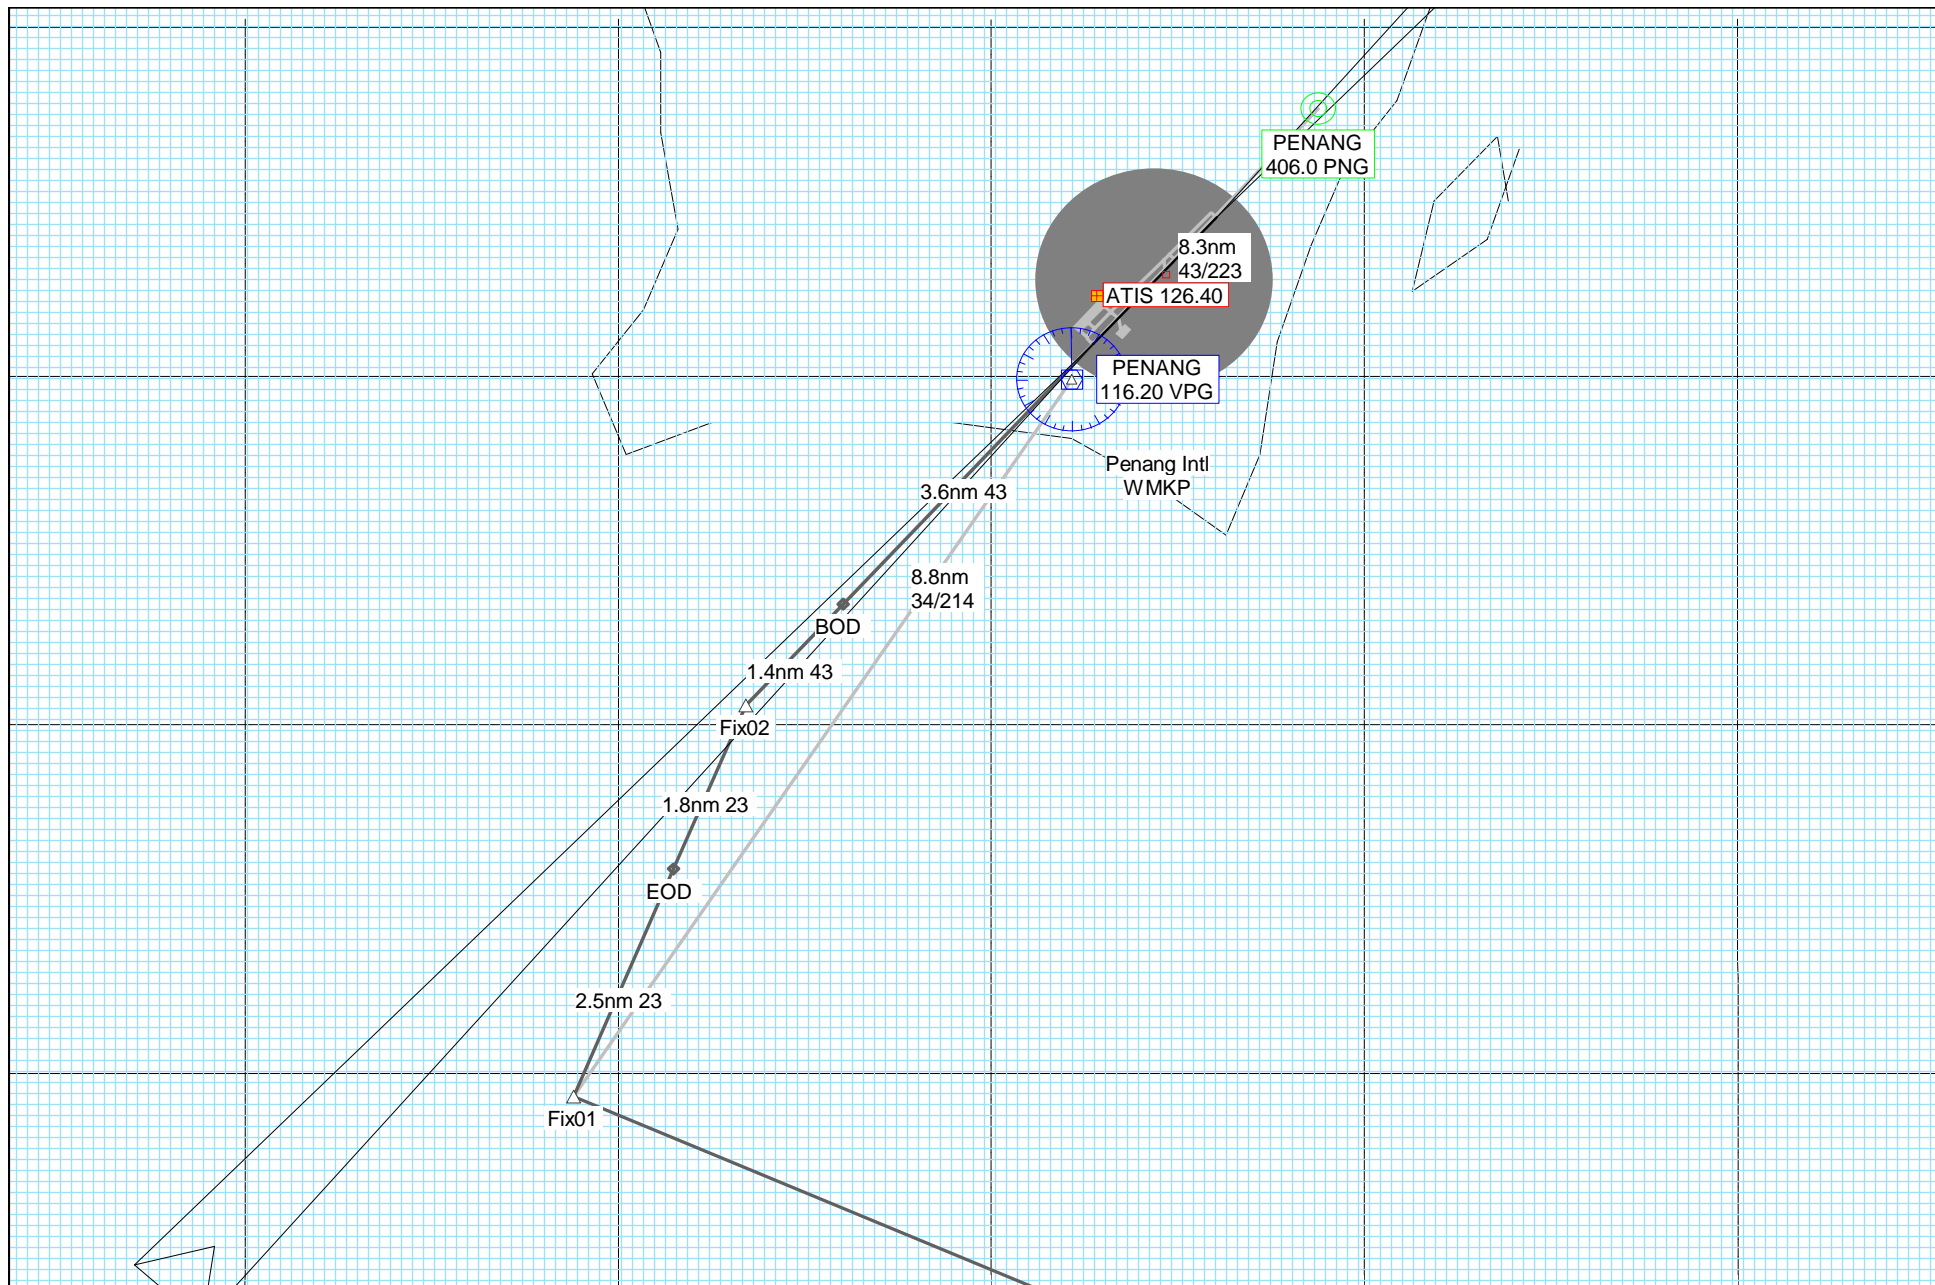 PENANG
406.0 PNG
8.3nm
43/223
ATIS 126.40
PENANG
116.20 VPG
Penang Intl
WMKP
3.6nm 43
8.8nm
34/214
BOD
1.4nm 43
Fix02
1.8nm 23
EOD
2.5nm 23
Fix01